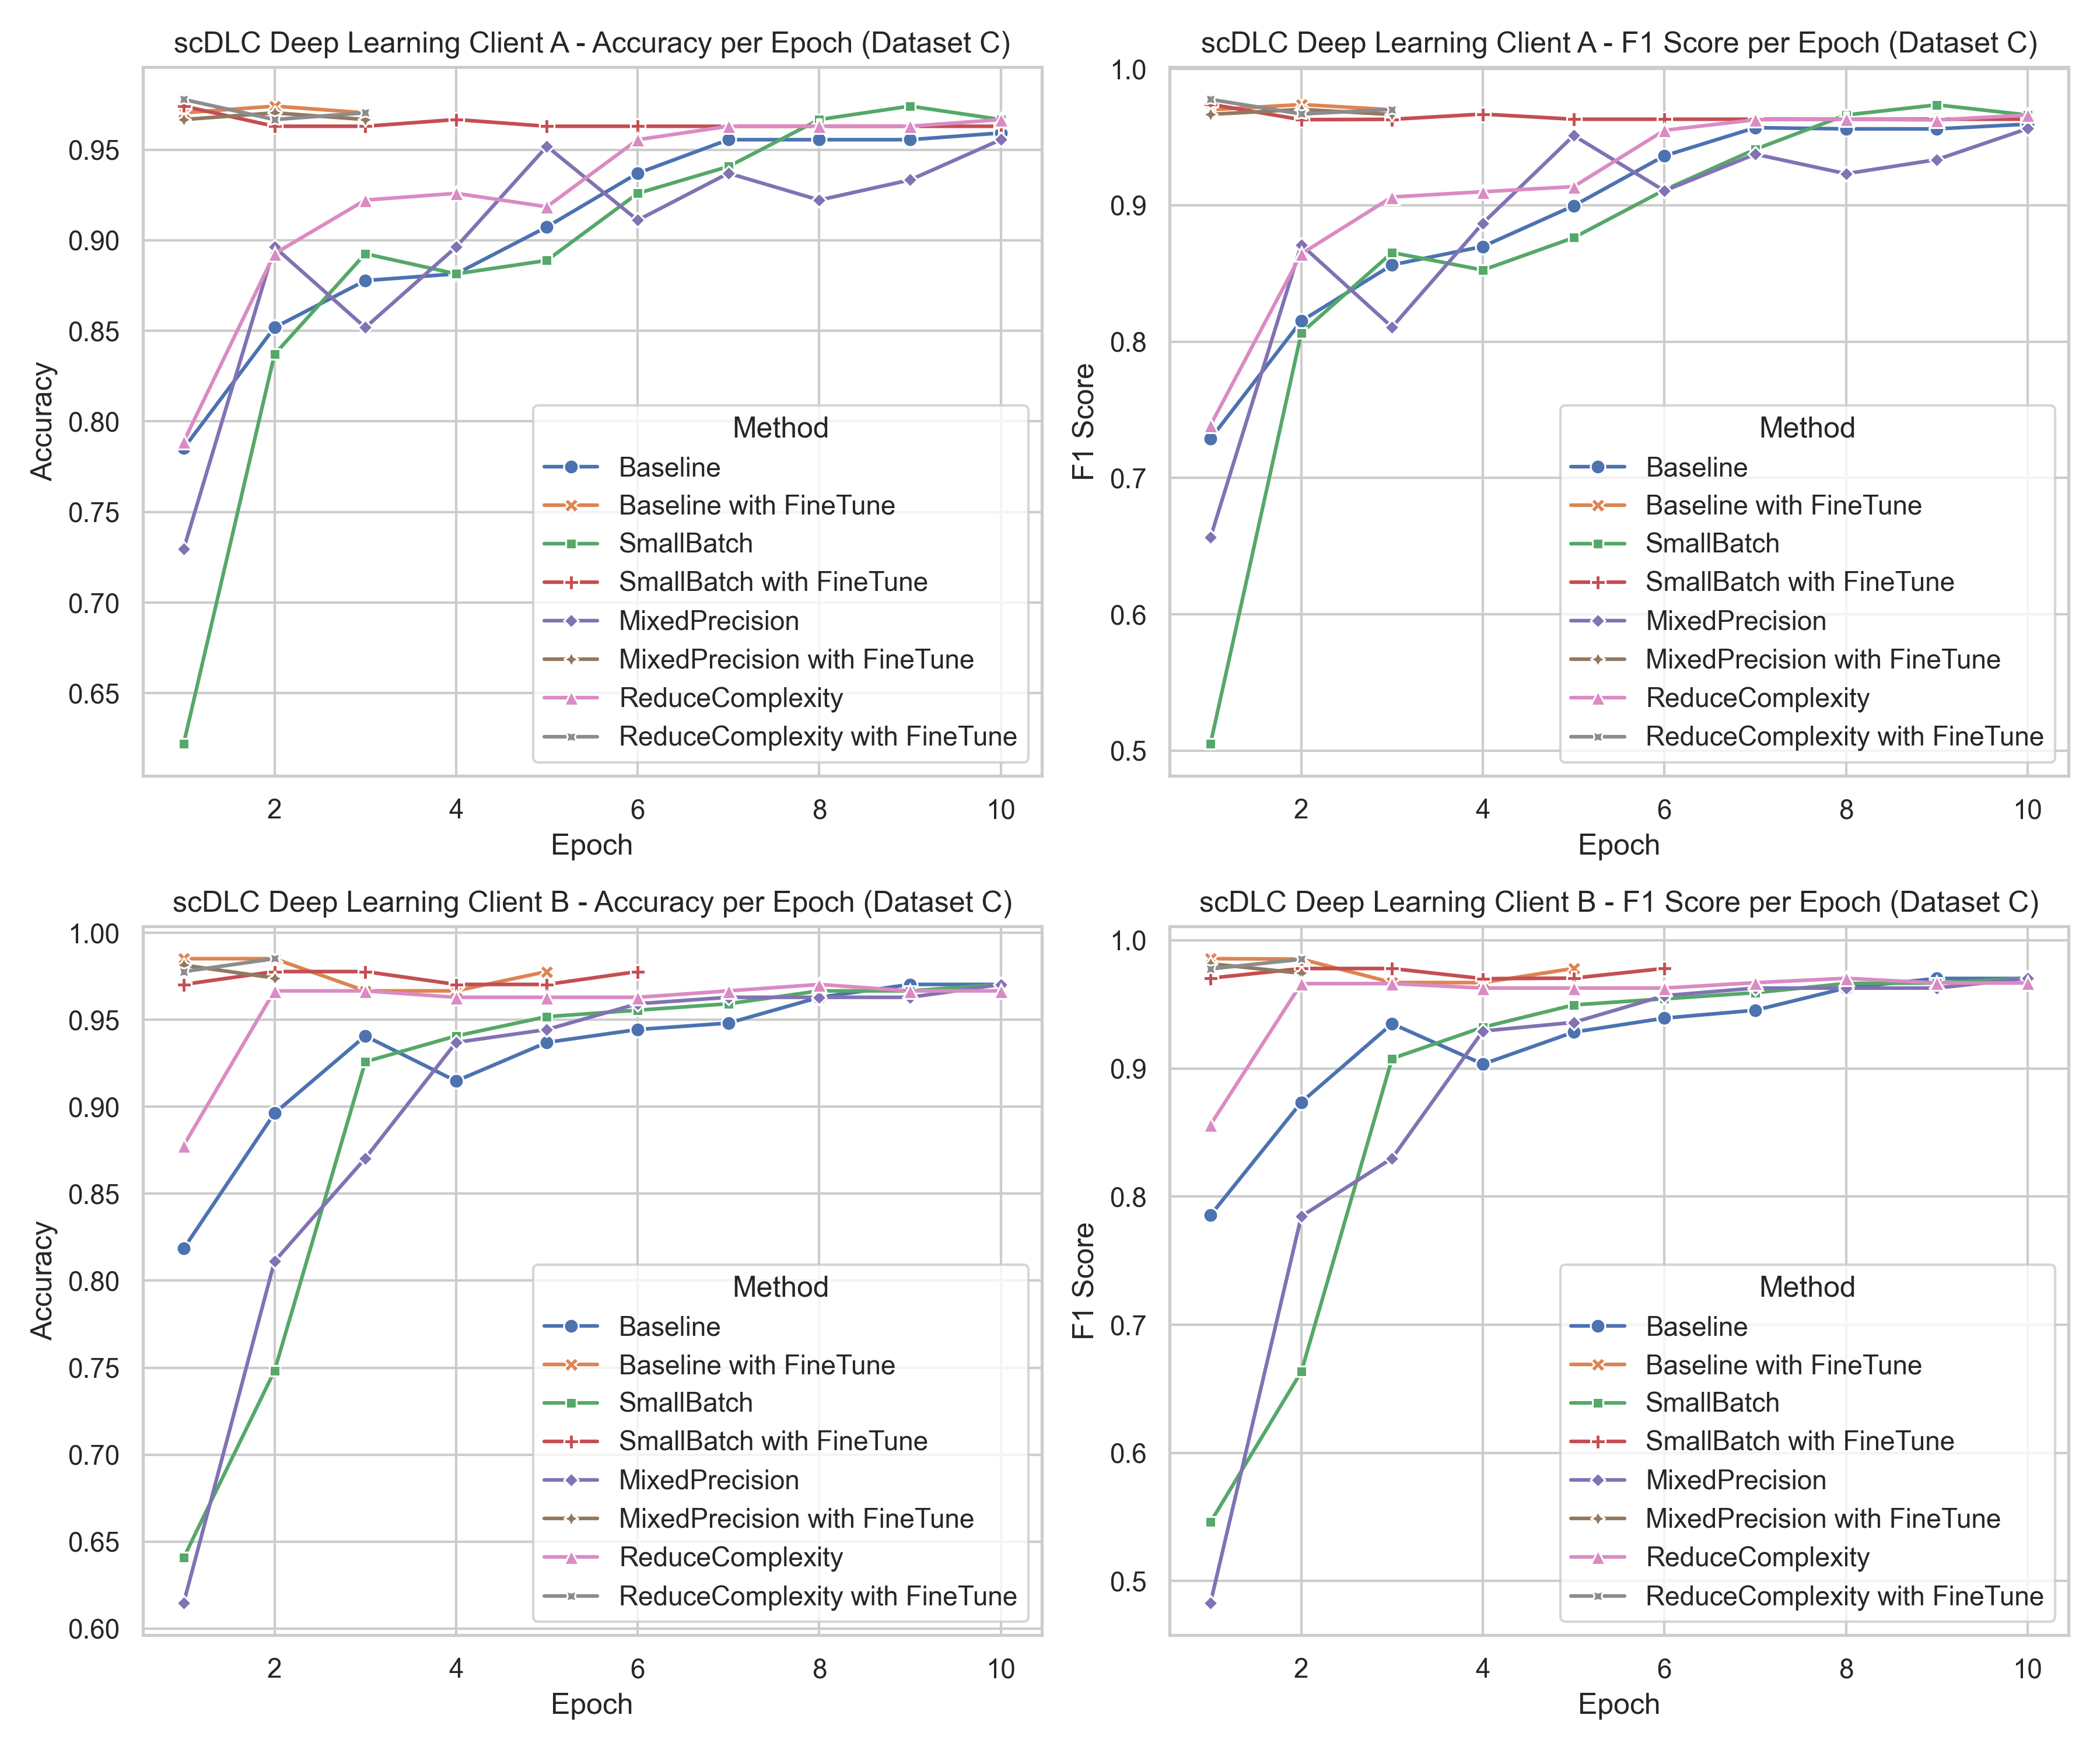 scDLC Deep Learning Client A - Accuracy per Epoch (Dataset C)
Accuracy
0.95
0.90
0.85
0.80
0.75
0.70
0.65
2
4
6
8
10
Epoch
Method
Baseline
Baseline with FineTune
SmallBatch
SmallBatch with FineTune
MixedPrecision
MixedPrecision with FineTune
ReduceComplexity
ReduceComplexity with FineTune
scDLC Deep Learning Client A - F1 Score per Epoch (Dataset C)
F1 Score
1.0
0.9
0.8
0.7
0.6
0.5
2
4
6
8
10
Epoch
Method
Baseline
Baseline with FineTune
SmallBatch
SmallBatch with FineTune
MixedPrecision
MixedPrecision with FineTune
ReduceComplexity
ReduceComplexity with FineTune
scDLC Deep Learning Client B - Accuracy per Epoch (Dataset C)
Accuracy
1.00
0.95
0.90
0.85
0.80
0.75
0.70
0.65
0.60
2
4
6
8
10
Epoch
Method
Baseline
Baseline with FineTune
SmallBatch
SmallBatch with FineTune
MixedPrecision
MixedPrecision with FineTune
ReduceComplexity
ReduceComplexity with FineTune
scDLC Deep Learning Client B - F1 Score per Epoch (Dataset C)
F1 Score
1.0
0.9
0.8
0.7
0.6
0.5
2
4
6
8
10
Epoch
Method
Baseline
Baseline with FineTune
SmallBatch
SmallBatch with FineTune
MixedPrecision
MixedPrecision with FineTune
ReduceComplexity
ReduceComplexity with FineTune